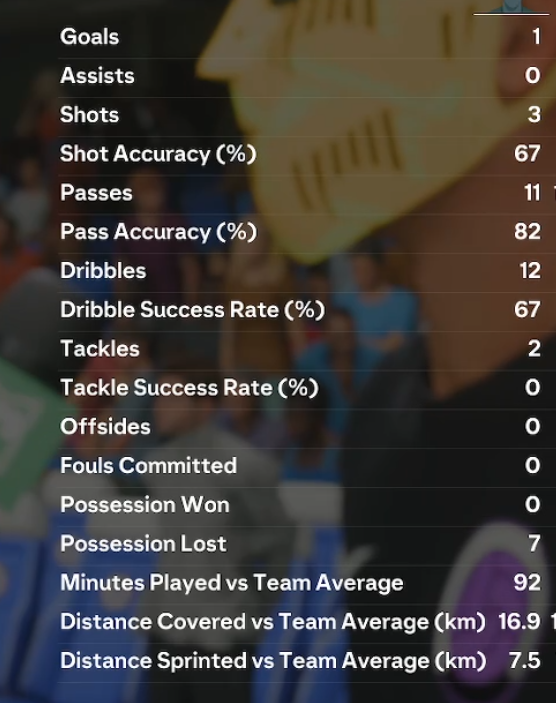 Goals 1
Assists 0
Shots 3
Shot Accuracy (%) 67
Passes 11
Pass Accuracy (%) 82
Dribbles 12
Dribble Success Rate (%) 67
Tackles 2
Tackle Success Rate (%) 0
Offsides 0
Fouls Committed 0
Possession Won 0
Possession Lost 7
Minutes Played vs Team Average 92
Distance Covered vs Team Average (km) 16.9
Distance Sprinted vs Team Average (km) 7.5